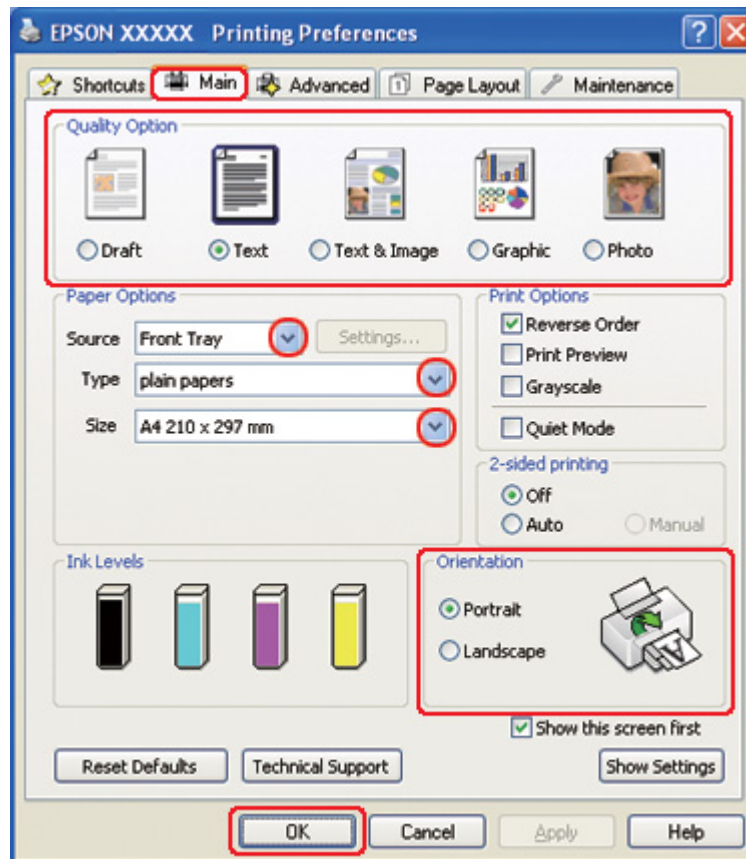 EPSON XXXXX Printing Preferences
Shortcuts Main Advanced 1 Page Layout Maintenance
Quality Option
Draft Text Text & Image Graphic Photo
Paper Options
Source Front Tray Settings...
Type plain papers
Size A4 210 x 297 mm
Print Options
Reverse Order
Print Preview
Grayscale
Quiet Mode
2-sided printing
Off
Auto Manual
Ink Levels
Orientation
Portrait
Landscape
A
Show this screen first
Reset Defaults Technical Support Show Settings
OK Cancel Apply Help